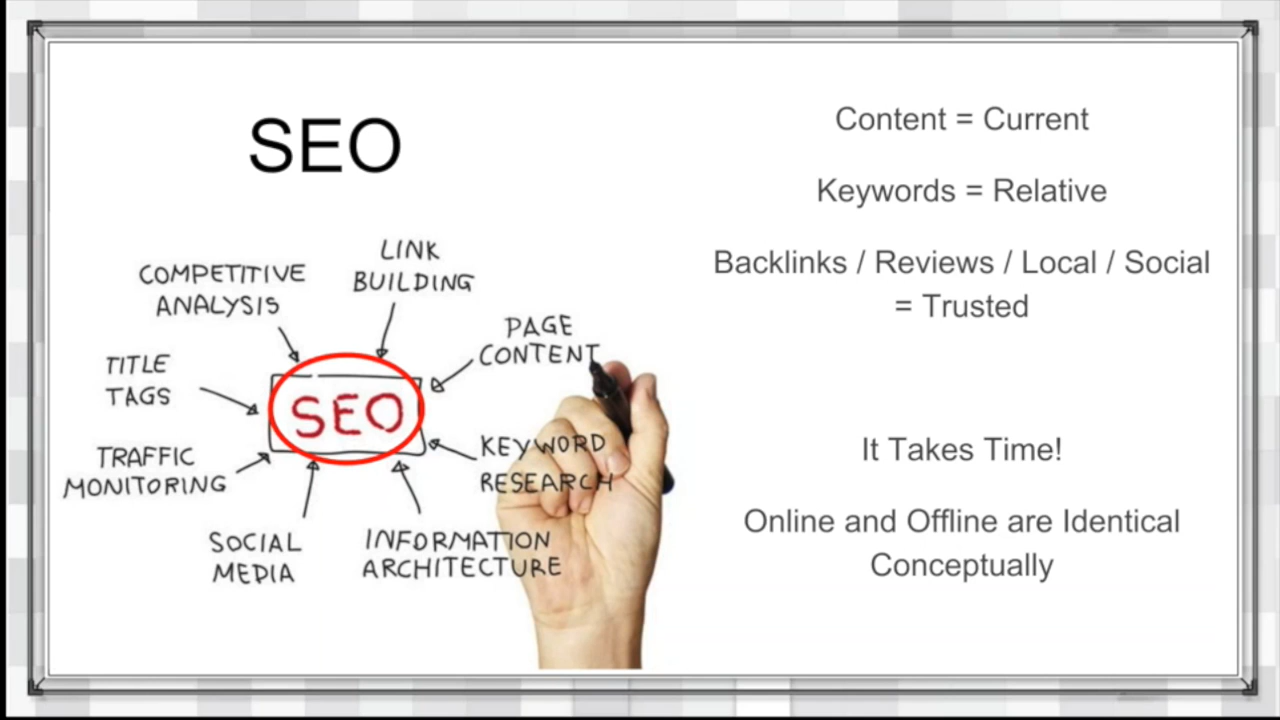 SEO
COMPETITIVE
ANALYSIS
LINK
BUILDING
PAGE
CONTENT
TITLE
TAGS
SEO
KEYWORD
RESEARCH
TRAFFIC
MONITORING
SOCIAL
MEDIA
INFORMATION
ARCHITECTURE
Content = Current
Keywords = Relative
Backlinks / Reviews / Local / Social
= Trusted
It Takes Time!
Online and Offline are Identical
Conceptually